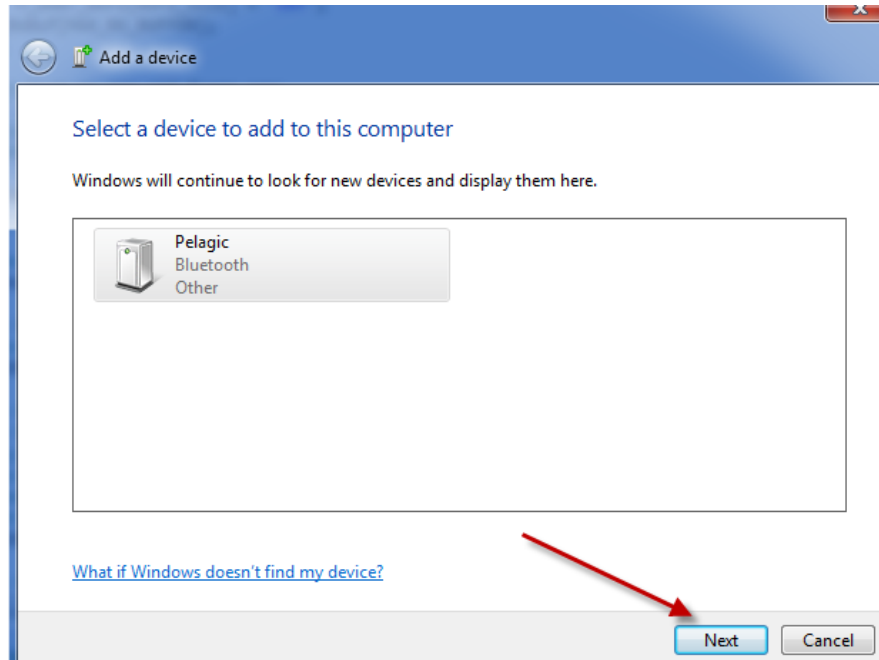 Add a device
Select a device to add to this computer
Windows will continue to look for new devices and display them here.
Pelagic
Bluetooth
Other
What if Windows doesn't find my device?
Next
Cancel